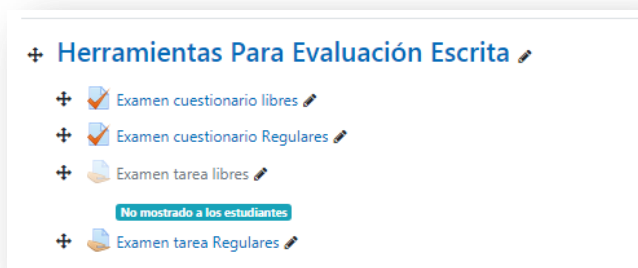 Herramientas Para Evaluación Escrita
Examen cuestionario libres
Examen cuestionario Regulares
Examen tarea libres
No mostrado a los estudiantes
Examen tarea Regulares